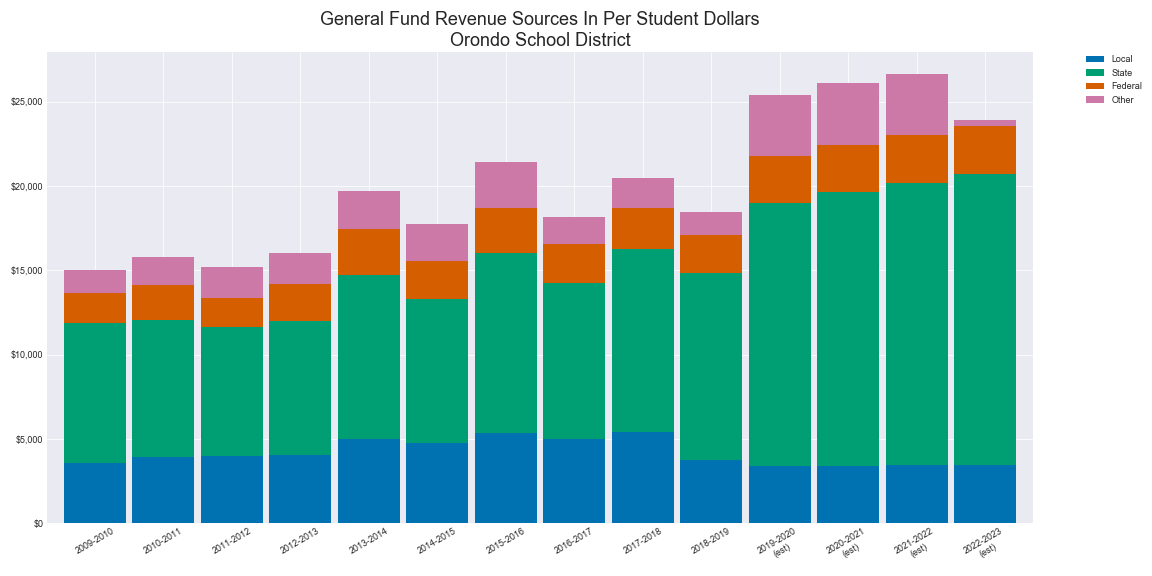 General Fund Revenue Sources In Per Student Dollars
Orondo School District
Local
State
Federal
Other
$25,000
$20,000
$15,000
$10,000
$5,000
$0
2009-2010
2010-2011
2011-2012
2012-2013
2013-2014
2014-2015
2015-2016
2016-2017
2017-2018
2018-2019
2019-2020
(est)
2020-2021
(est)
2021-2022
(est)
2022-2023
(est)